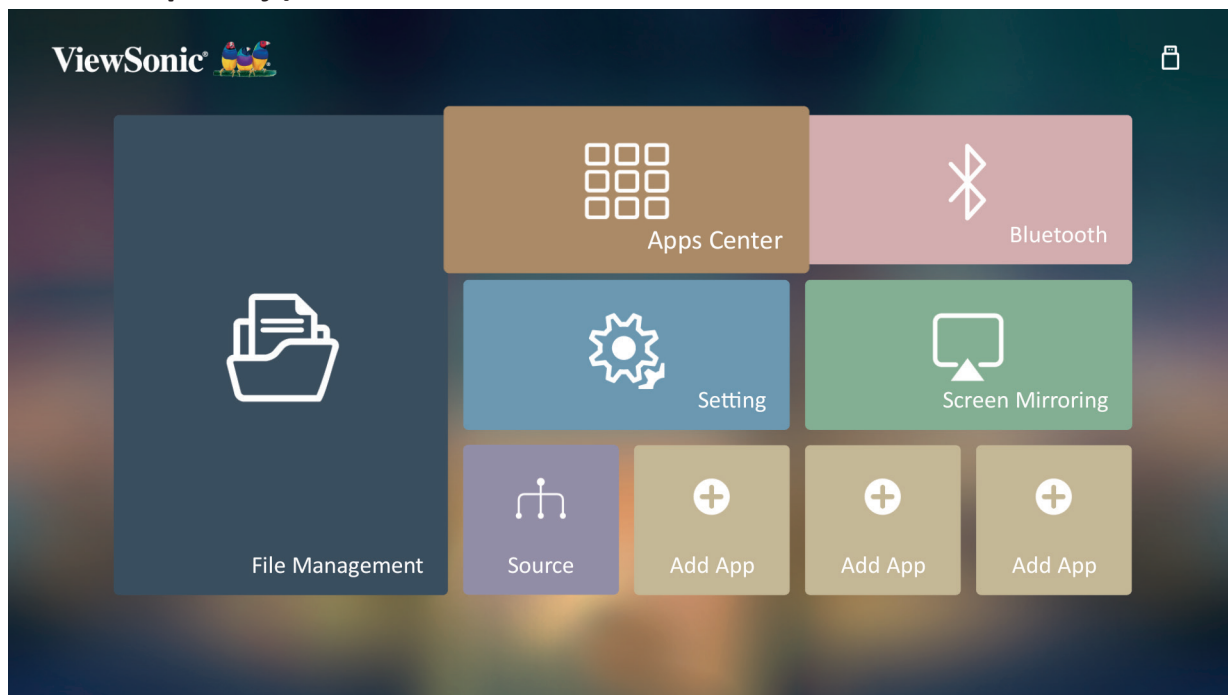 ViewSonic®
Apps Center
Bluetooth
Setting
Screen Mirroring
File Management
Source
Add App
Add App
Add App